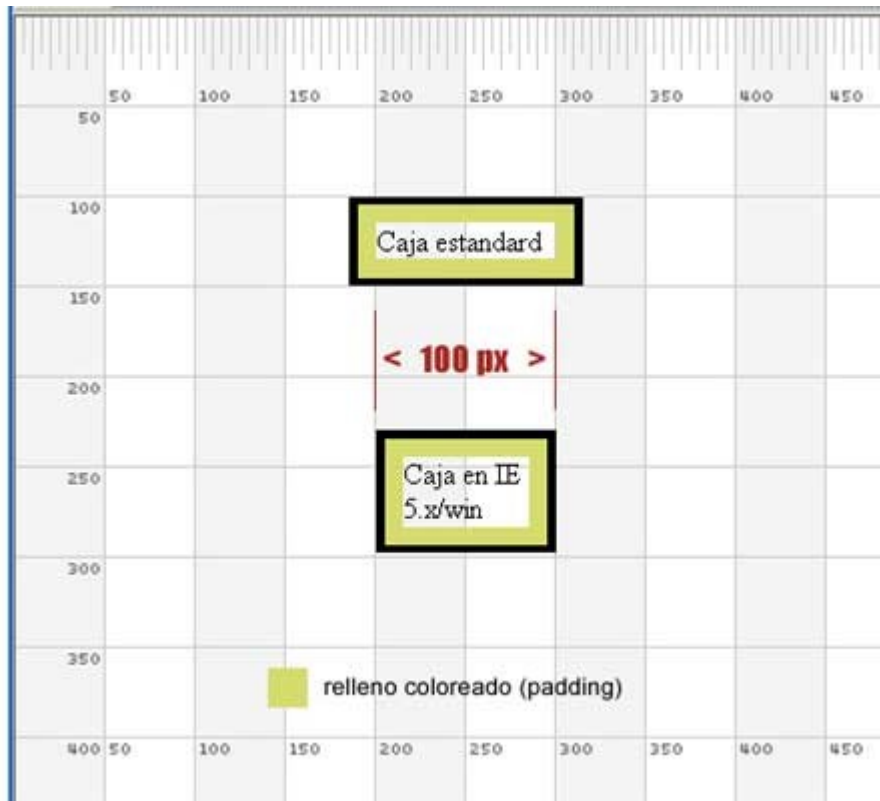 50 100 150 200 250 300 350 400 450
50
100
Caja estandard
150
< 100 px >
200
250
Caja en IE
5.x/win
300
350
relleno coloreado (padding)
400 50 100 150 200 250 300 350 400 450